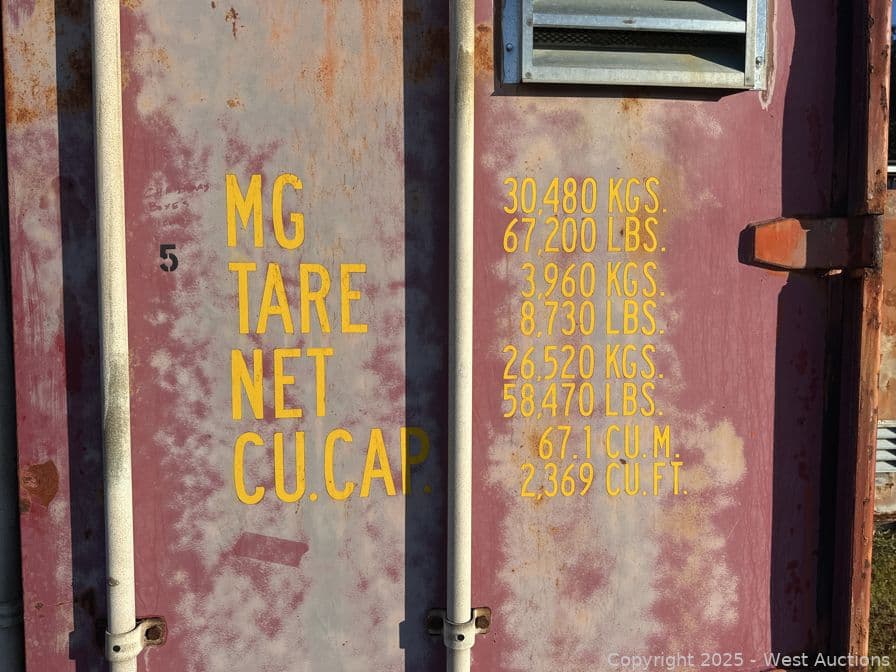 MG 30,480 KGS.
67,200 LBS.
5
TARE 3,960 KGS.
8,730 LBS.
NET 26,520 KGS.
58,470 LBS.
CU.CAP. 67.1 CU.M.
2,369 CU.FT.
Copyright 2025 - West Auctions